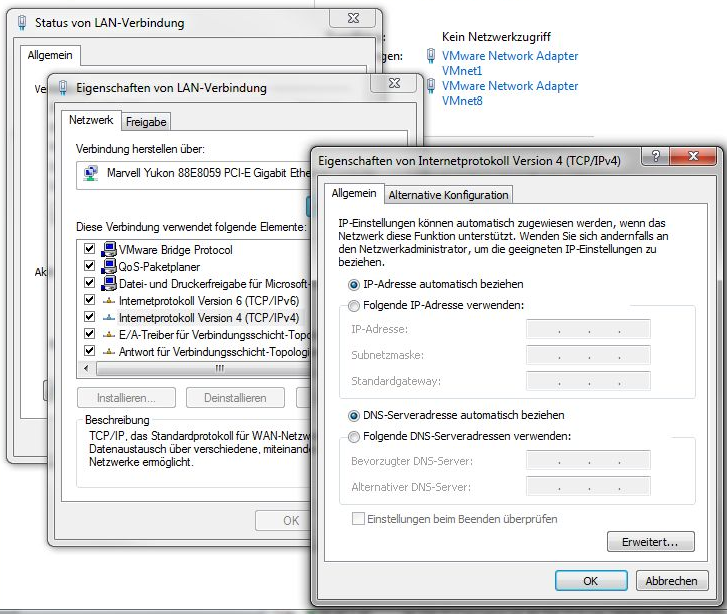 Status von LAN-Verbindung
Allgemein
Kein Netzwerkzugriff
gen:
VMware Network Adapter
VMnet1
VMware Network Adapter
VMnet8
Eigenschaften von LAN-Verbindung
Netzwerk
Freigabe
Verbindung herstellen über:
Marvell Yukon 88E8059 PCI-E Gigabit Ethe
Diese Verbindung verwendet folgende Elemente:
VMware Bridge Protocol
QoS-Paketplaner
Datei- und Druckerfreigabe für Microsoft-
Internetprotokoll Version 6 (TCP/IPv6)
Internetprotokoll Version 4 (TCP/IPv4)
E/A-Treiber für Verbindungsschicht-Topo
Antwort für Verbindungsschicht-Topologi
Installieren...
Deinstallieren
Beschreibung
TCP/IP, das Standardprotokoll für WAN-Netzw
Datenaustausch über verschiedene, miteinand
Netzwerke ermöglicht.
OK
Eigenschaften von Internetprotokoll Version 4 (TCP/IPv4)
Allgemein
Alternative Konfiguration
IP-Einstellungen können automatisch zugewiesen werden, wenn das
Netzwerk diese Funktion unterstützt. Wenden Sie sich andernfalls an
den Netzwerkadministrator, um die geeigneten IP-Einstellungen zu
beziehen.
IP-Adresse automatisch beziehen
Folgende IP-Adresse verwenden:
IP-Adresse:
Subnetzmaske:
Standardgateway:
DNS-Serveradresse automatisch beziehen
Folgende DNS-Serveradressen verwenden:
Bevorzugter DNS-Server:
Alternativer DNS-Server:
Einstellungen beim Beenden überprüfen
Erweitert...
OK
Abbrechen